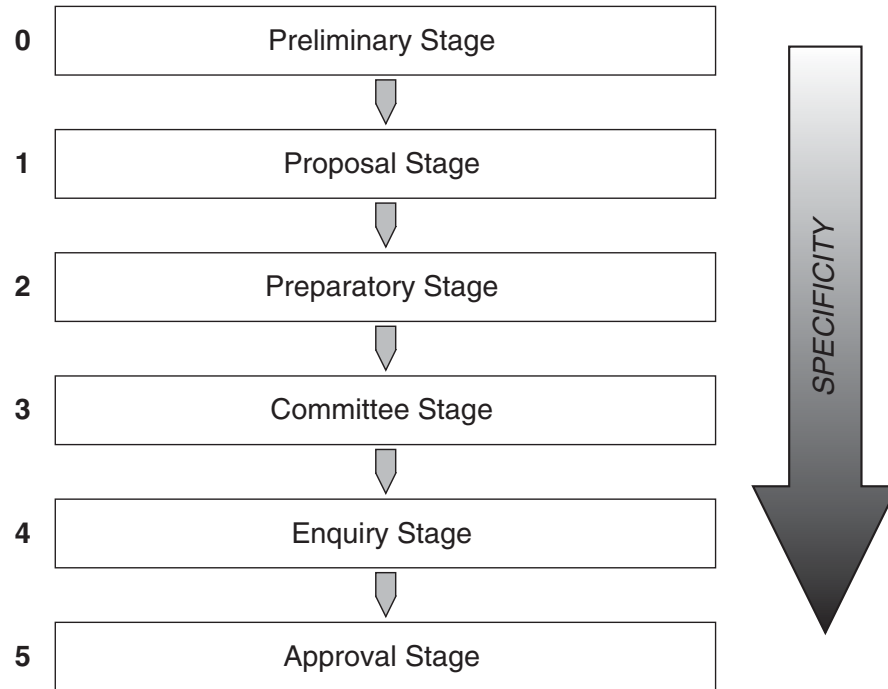 0 Preliminary Stage
1 Proposal Stage
2 Preparatory Stage
3 Committee Stage
4 Enquiry Stage
5 Approval Stage
SPECIFICITY